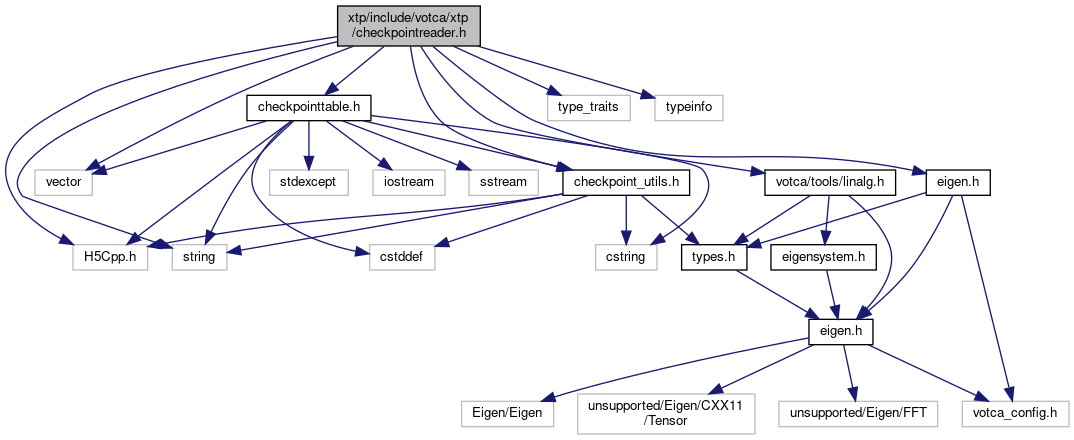 xtp/include/votca/xtp
/checkpointreader.h
checkpointtable.h
type_traits
typeinfo
vector
stdexcept
iostream
sstream
checkpoint_utils.h
votca/tools/linalg.h
eigen.h
H5Cpp.h
string
cstddef
cstring
types.h
eigensystem.h
eigen.h
Eigen/Eigen
unsupported/Eigen/CXX11
/Tensor
unsupported/Eigen/FFT
votca_config.h